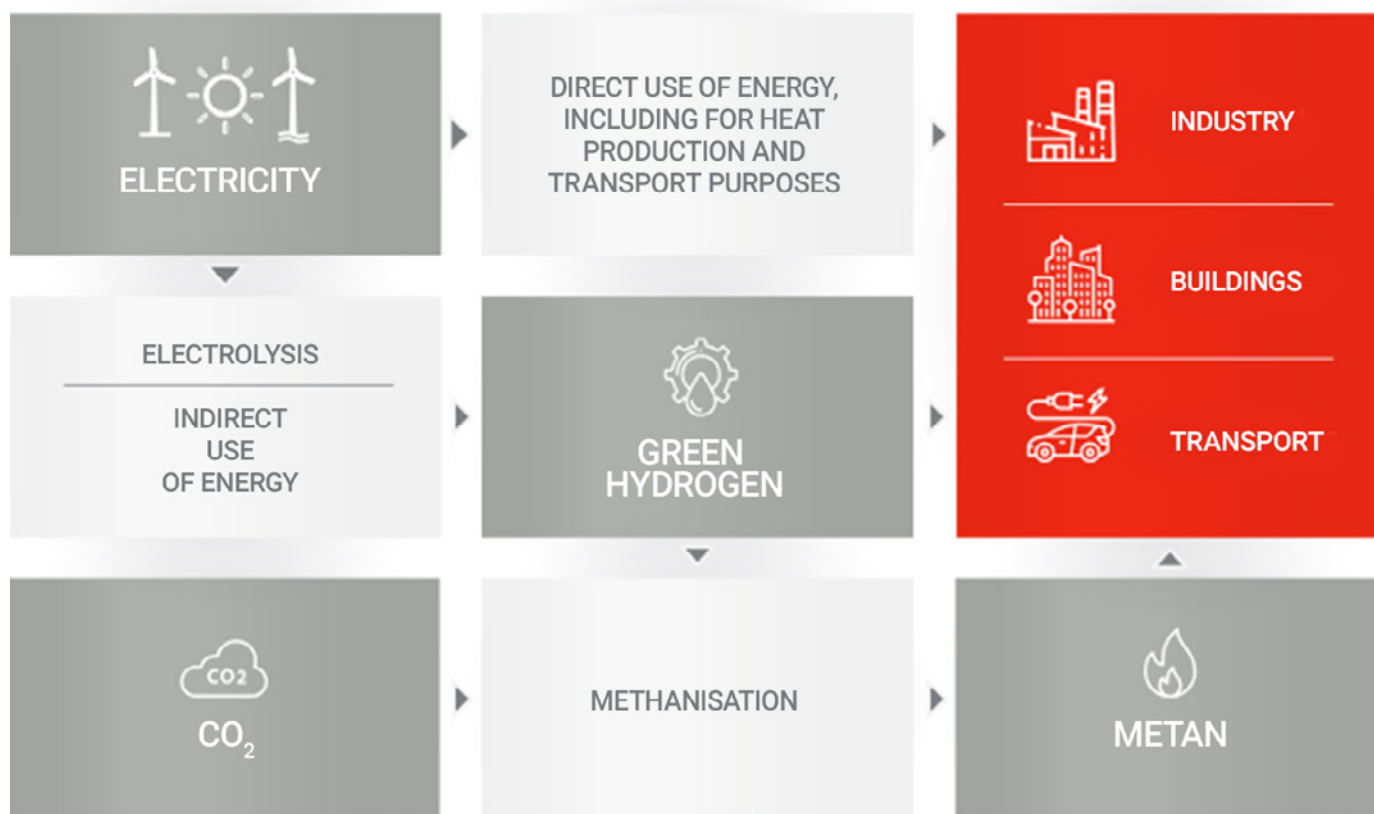 ELECTRICITY
DIRECT USE OF ENERGY,
INCLUDING FOR HEAT
PRODUCTION AND
TRANSPORT PURPOSES
INDUSTRY
BUILDINGS
TRANSPORT
ELECTROLYSIS
INDIRECT
USE
OF ENERGY
GREEN
HYDROGEN
CO2
CO₂
METHANISATION
METAN